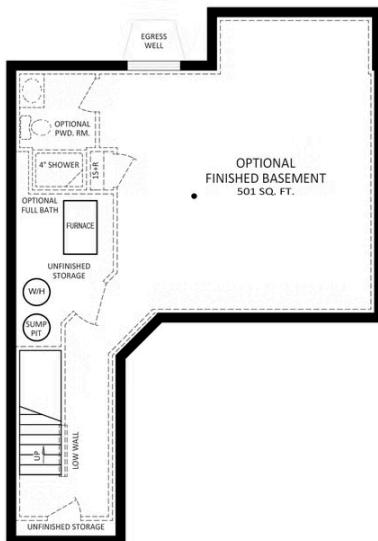 EGRESS
WELL
OPTIONAL
PWD. RM.
4" SHOWER
1S+R
OPTIONAL
FULL BATH
FURNACE
OPTIONAL
FINISHED BASEMENT
501 SQ. FT.
UNFINISHED
STORAGE
W/H
SUMP
PIT
LOW WALL
UP
UNFINISHED STORAGE